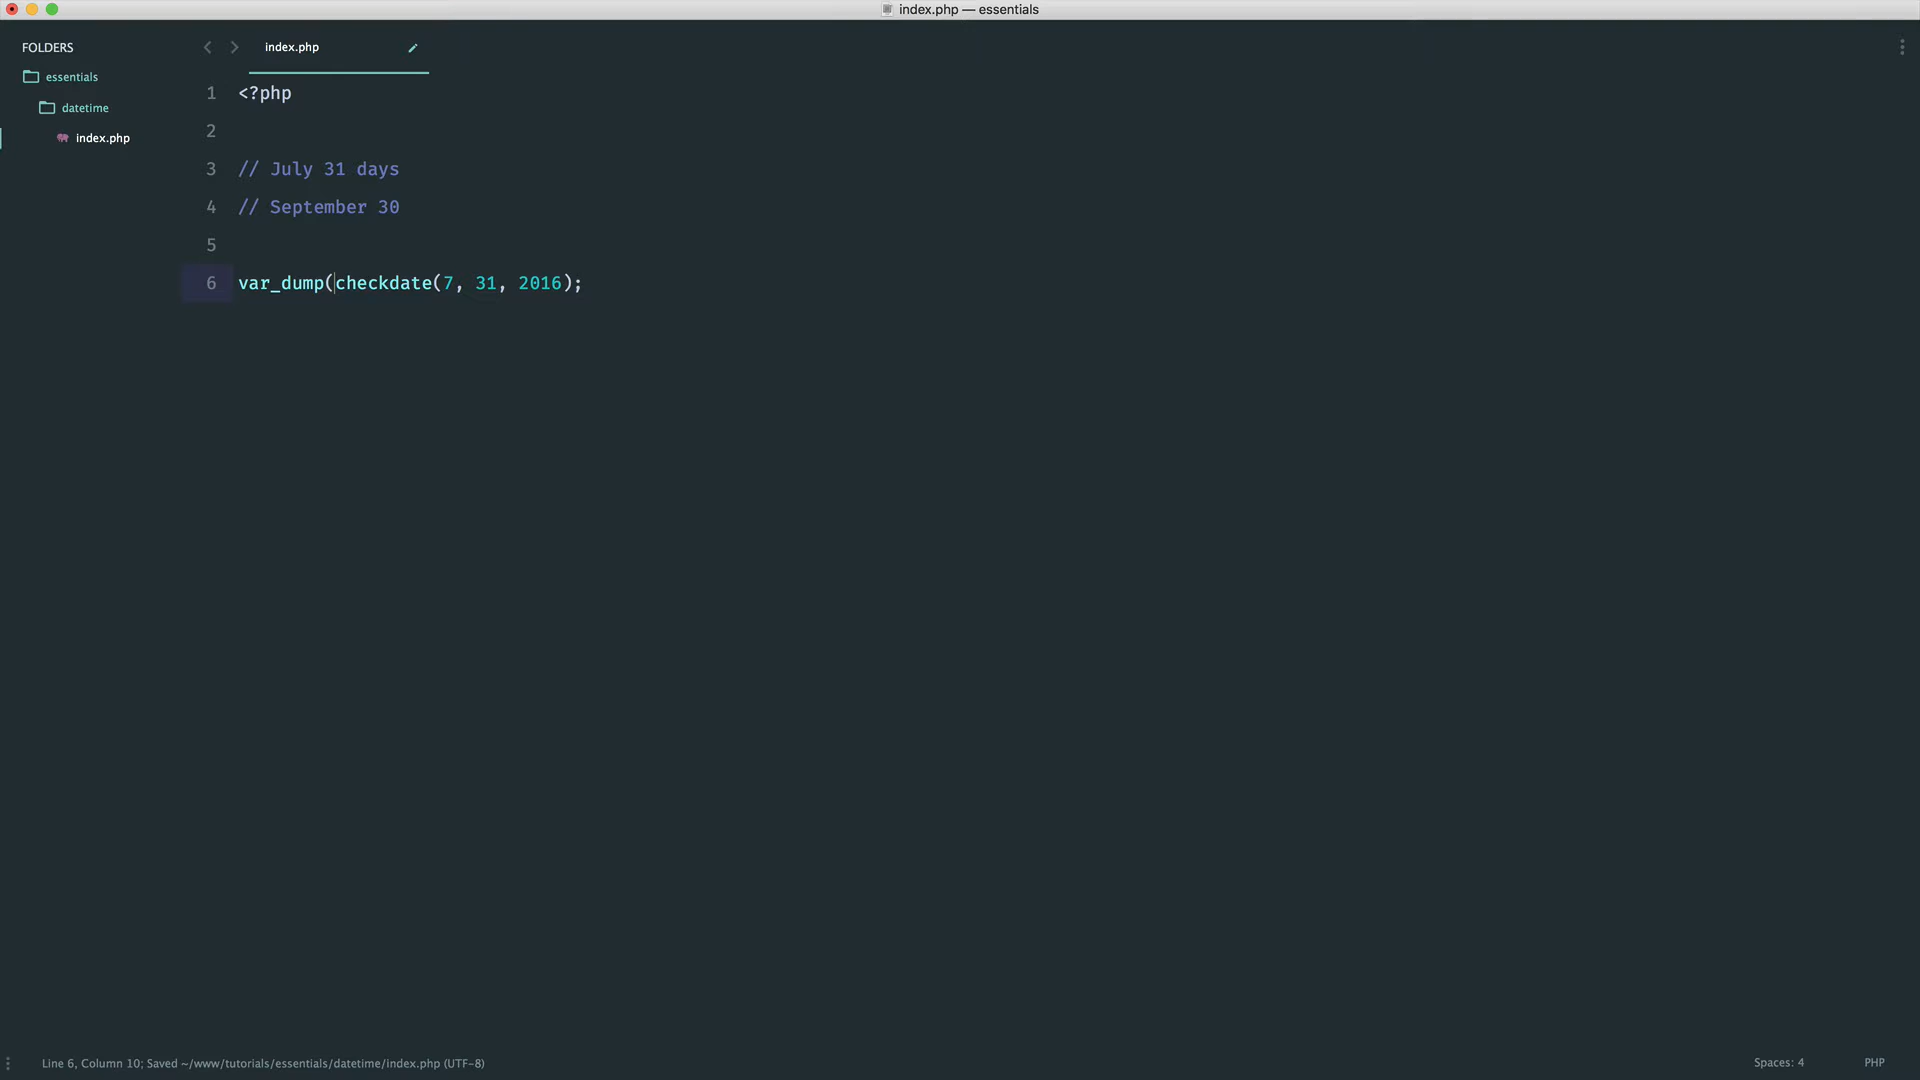 index.php — essentials
FOLDERS
essentials
datetime
index.php
index.php
1 <?php
2
3 // July 31 days
4 // September 30
5
6 var_dump(checkdate(7, 31, 2016);
Line 6, Column 10; Saved ~/www/tutorials/essentials/datetime/index.php (UTF-8)
Spaces: 4
PHP